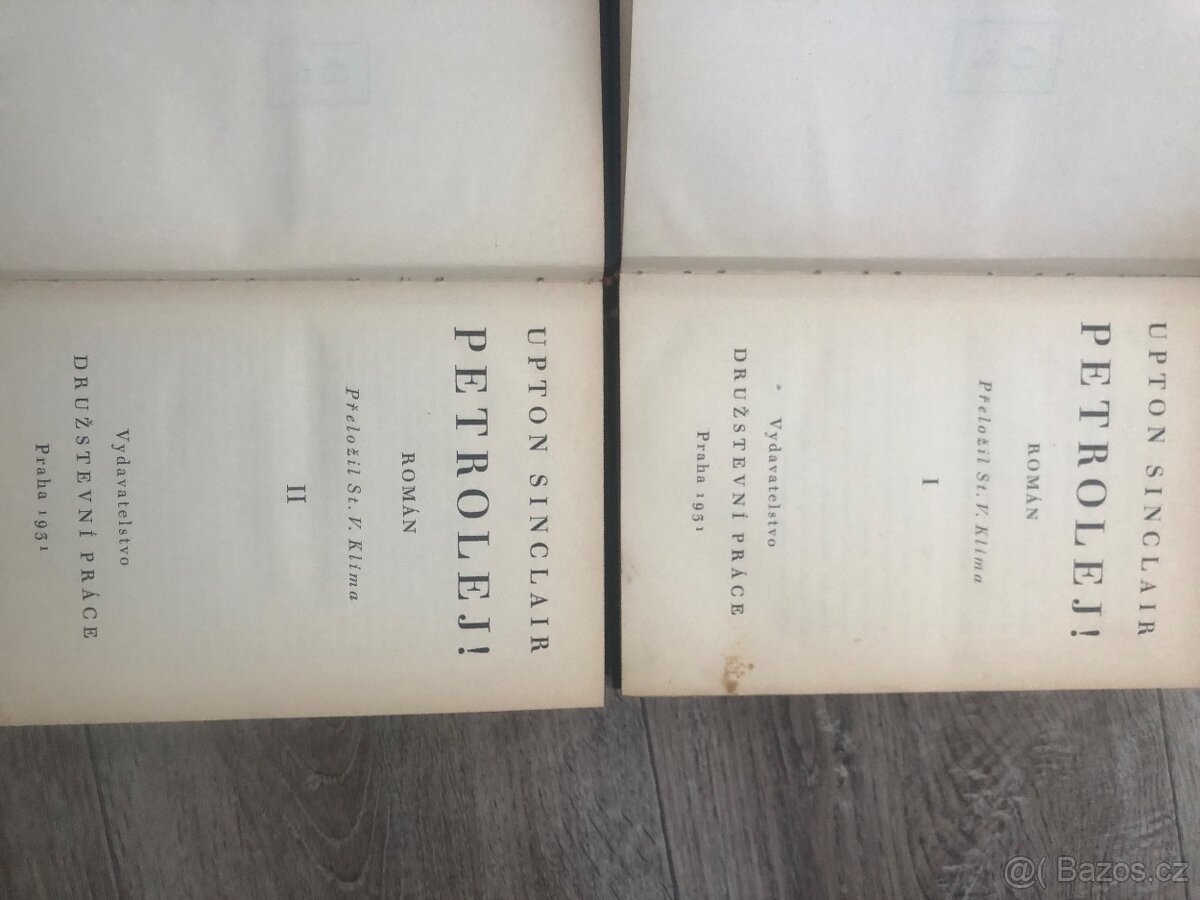 UPTON SINCLAIR
PETROLEJ!
ROMÁN
Přeložil St. V. Klíma
I
Vydavatelstvo
DRUŽSTEVNÍ PRÁCE
Praha 1931
UPTON SINCLAIR
PETROLEJ!
ROMÁN
Přeložil St. V. Klíma
II
Vydavatelstvo
DRUŽSTEVNÍ PRÁCE
Praha 1931
@( Bazos.cz